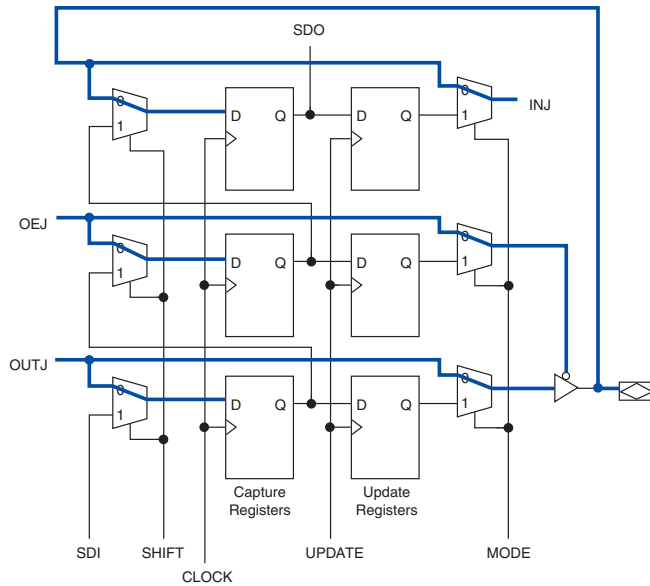 SDO
0
1
D Q
D Q
0
1
INJ
OEJ
0
1
D Q
D Q
0
1
OUTJ
0
1
D Q
D Q
0
1
Capture
Registers
Update
Registers
SDI
SHIFT
CLOCK
UPDATE
MODE